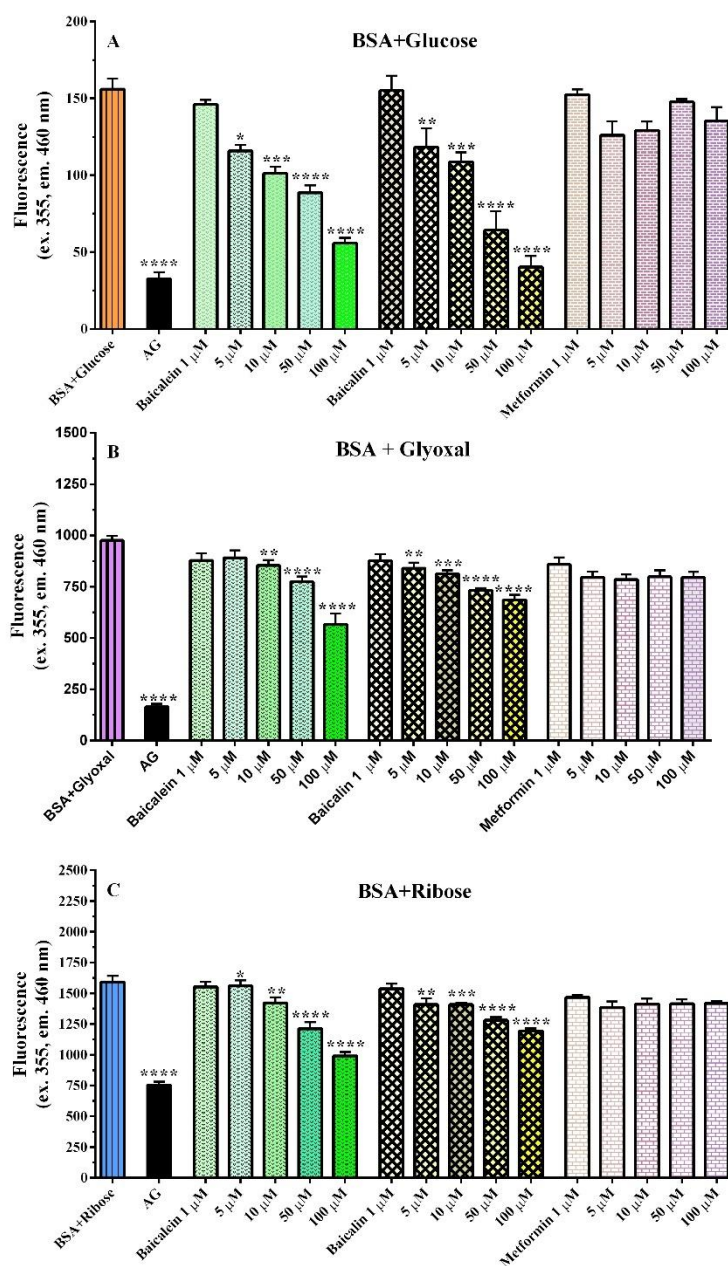 A
BSA+Glucose
Fluorescence
(ex. 355, em. 460 nm)
200
150
100
50
0
****
*
***
****
****
**
***
****
****
BSA+Glucose
AG
Baicalein 1 µM
5 µM
10 µM
50 µM
100 µM
Baicalin 1 µM
5 µM
10 µM
50 µM
100 µM
Metformin 1 µM
5 µM
10 µM
50 µM
100 µM
B
BSA + Glyoxal
Fluorescence
(ex. 355, em. 460 nm)
1500
1250
1000
750
500
250
0
****
**
****
****
**
***
****
****
BSA+Glyoxal
AG
Baicalein 1 µM
5 µM
10 µM
50 µM
100 µM
Baicalin 1 µM
5 µM
10 µM
50 µM
100 µM
Metformin 1 µM
5 µM
10 µM
50 µM
100 µM
C
BSA+Ribose
Fluorescence
(ex. 355, em. 460 nm)
2500
2250
2000
1750
1500
1250
1000
750
500
250
0
****
*
**
****
****
**
***
****
****
BSA+Ribose
AG
Baicalein 1 µM
5 µM
10 µM
50 µM
100 µM
Baicalin 1 µM
5 µM
10 µM
50 µM
100 µM
Metformin 1 µM
5 µM
10 µM
50 µM
100 µM